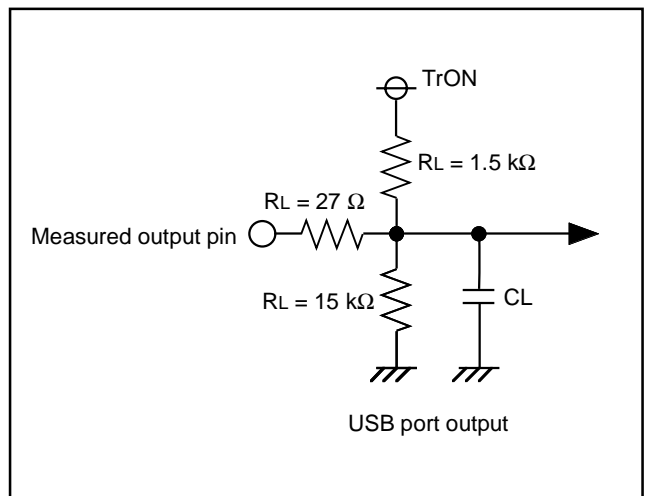 TrON
RL = 1.5 kΩ
RL = 27 Ω
Measured output pin
RL = 15 kΩ
CL
USB port output